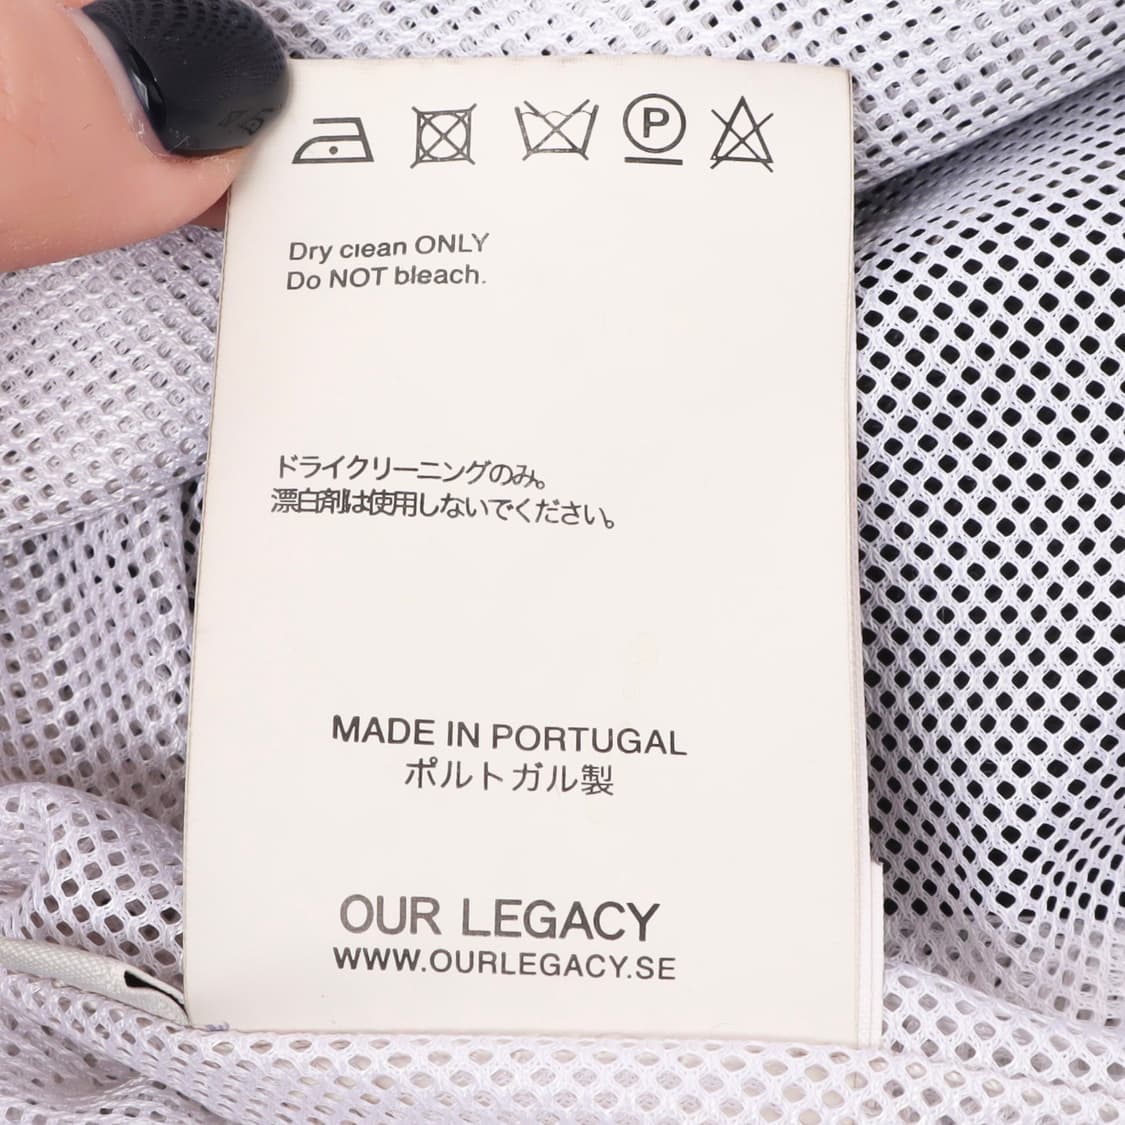 P
Dry clean ONLY
Do NOT bleach.
ドライクリーニングのみ。
漂白剤は使用しないでください。
MADE IN PORTUGAL
ポルトガル製
OUR LEGACY
WWW.OURLEGACY.SE